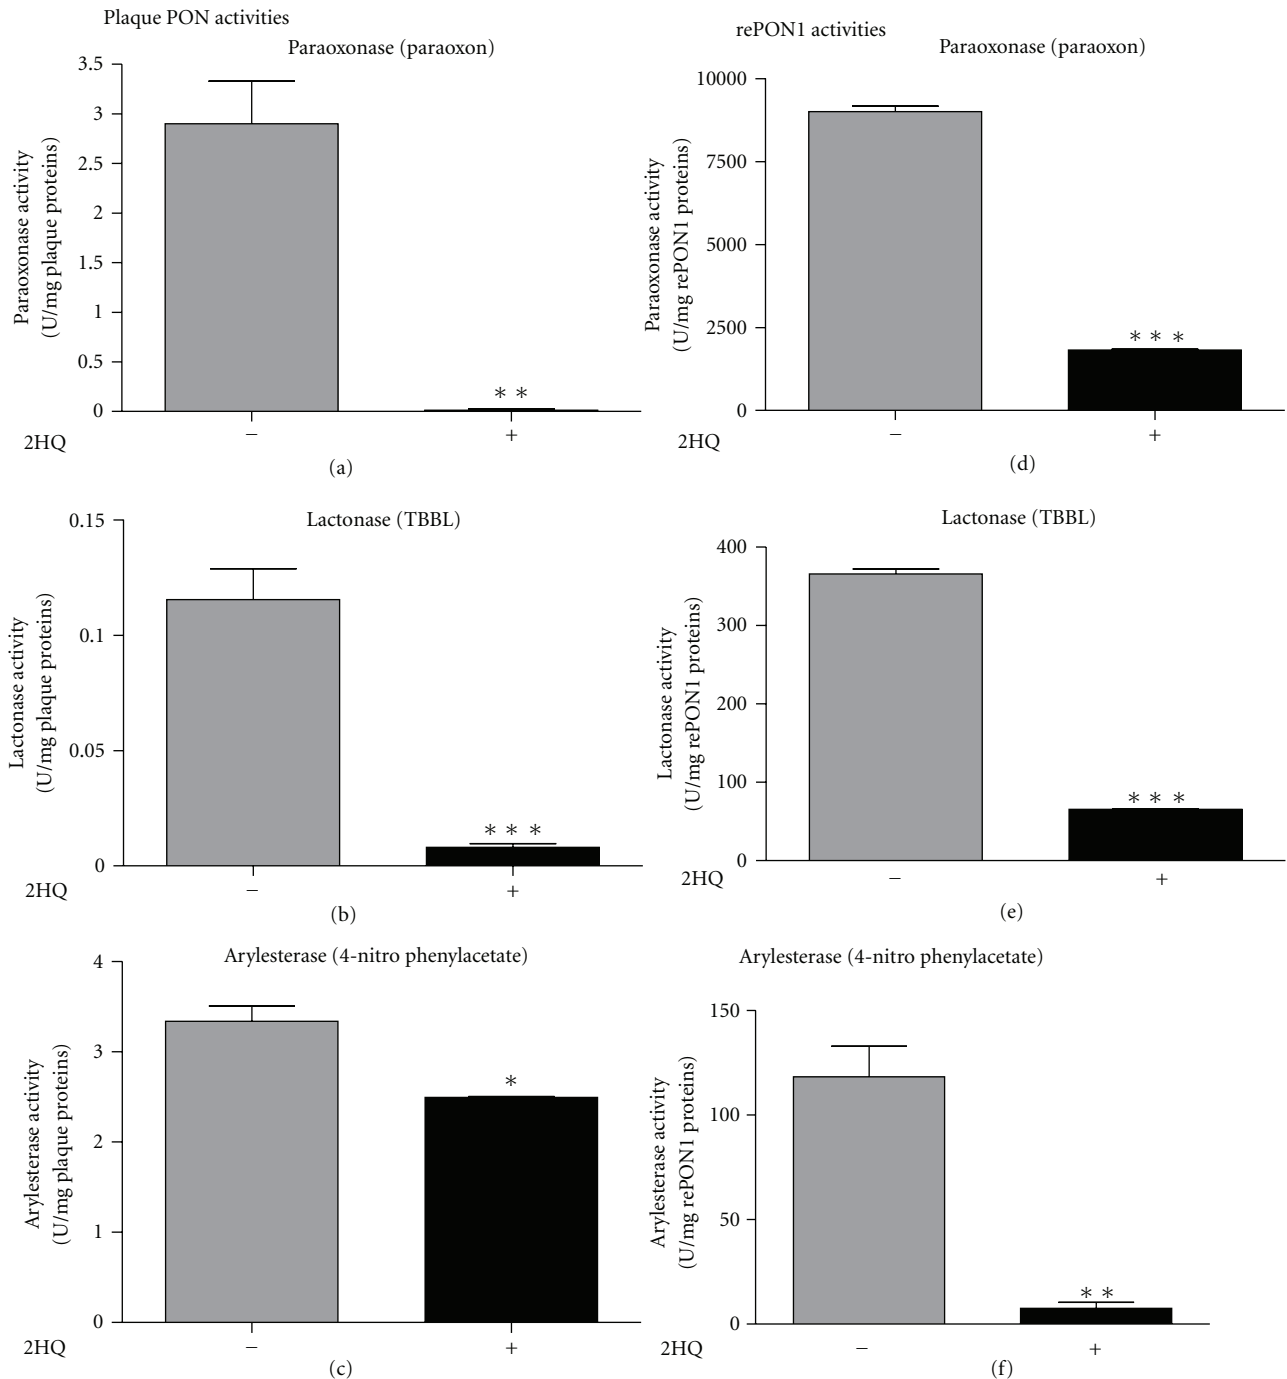 Plaque PON activities
Paraoxonase (paraoxon)
3.5
3
2.5
2
1.5
1
0.5
0
Paraoxonase activity
(U/mg plaque proteins)
∗ ∗
2HQ − +
(a)
rePON1 activities
Paraoxonase (paraoxon)
10000
7500
5000
2500
0
Paraoxonase activity
(U/mg rePON1 proteins)
∗ ∗ ∗
2HQ − +
(d)
Lactonase (TBBL)
0.15
0.1
0.05
0
Lactonase activity
(U/mg plaque proteins)
∗ ∗ ∗
2HQ − +
(b)
Lactonase (TBBL)
400
300
200
100
0
Lactonase activity
(U/mg rePON1 proteins)
∗ ∗ ∗
2HQ − +
(e)
Arylesterase (4-nitro phenylacetate)
4
3
2
1
0
Arylesterase activity
(U/mg plaque proteins)
∗
2HQ − +
(c)
Arylesterase (4-nitro phenylacetate)
150
100
50
0
Arylesterase activity
(U/mg rePON1 proteins)
∗ ∗
2HQ − +
(f)